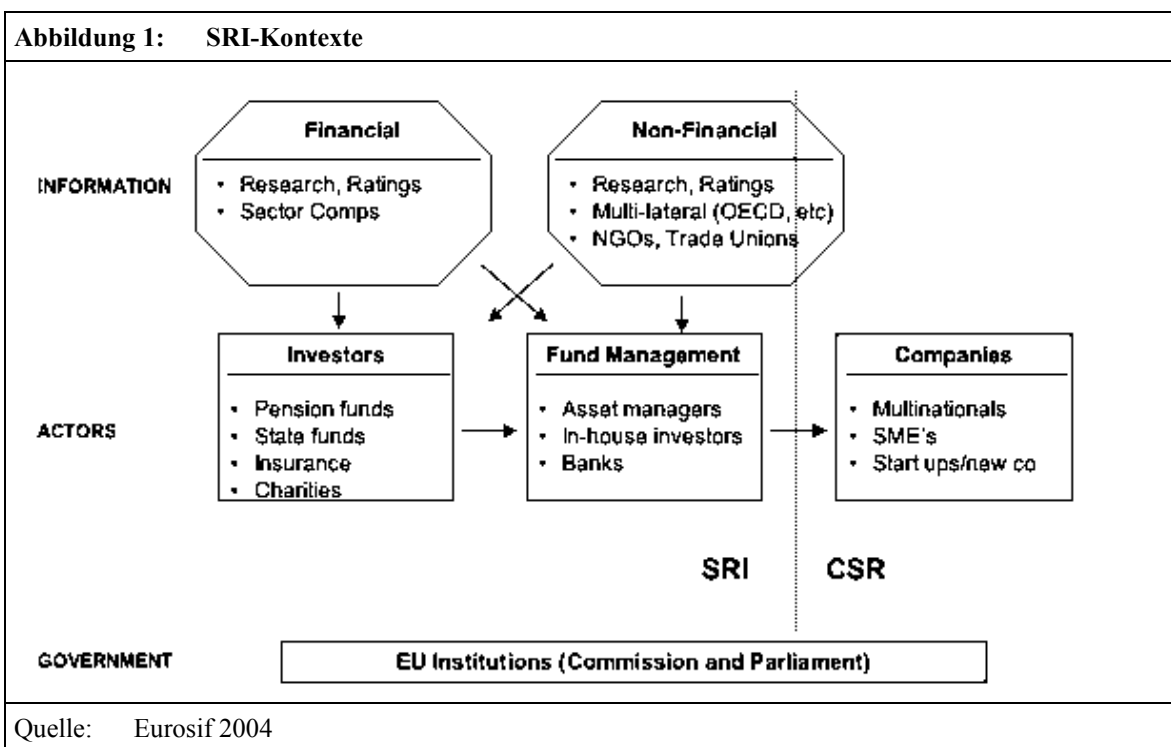 Abbildung 1: SRI-Kontexte
Financial
Non-Financial
INFORMATION
• Research, Ratings
• Sector Comps
• Research, Ratings
• Multi-lateral (OECD, etc)
• NGOs, Trade Unions
Investors
Fund Management
Companies
ACTORS
• Pension funds
• State funds
• Insurance
• Charities
• Asset managers
• In-house investors
• Banks
• Multinationals
• SME's
• Start ups/new co
SRI
CSR
GOVERNMENT
EU Institutions (Commission and Parliament)
Quelle: Eurosif 2004